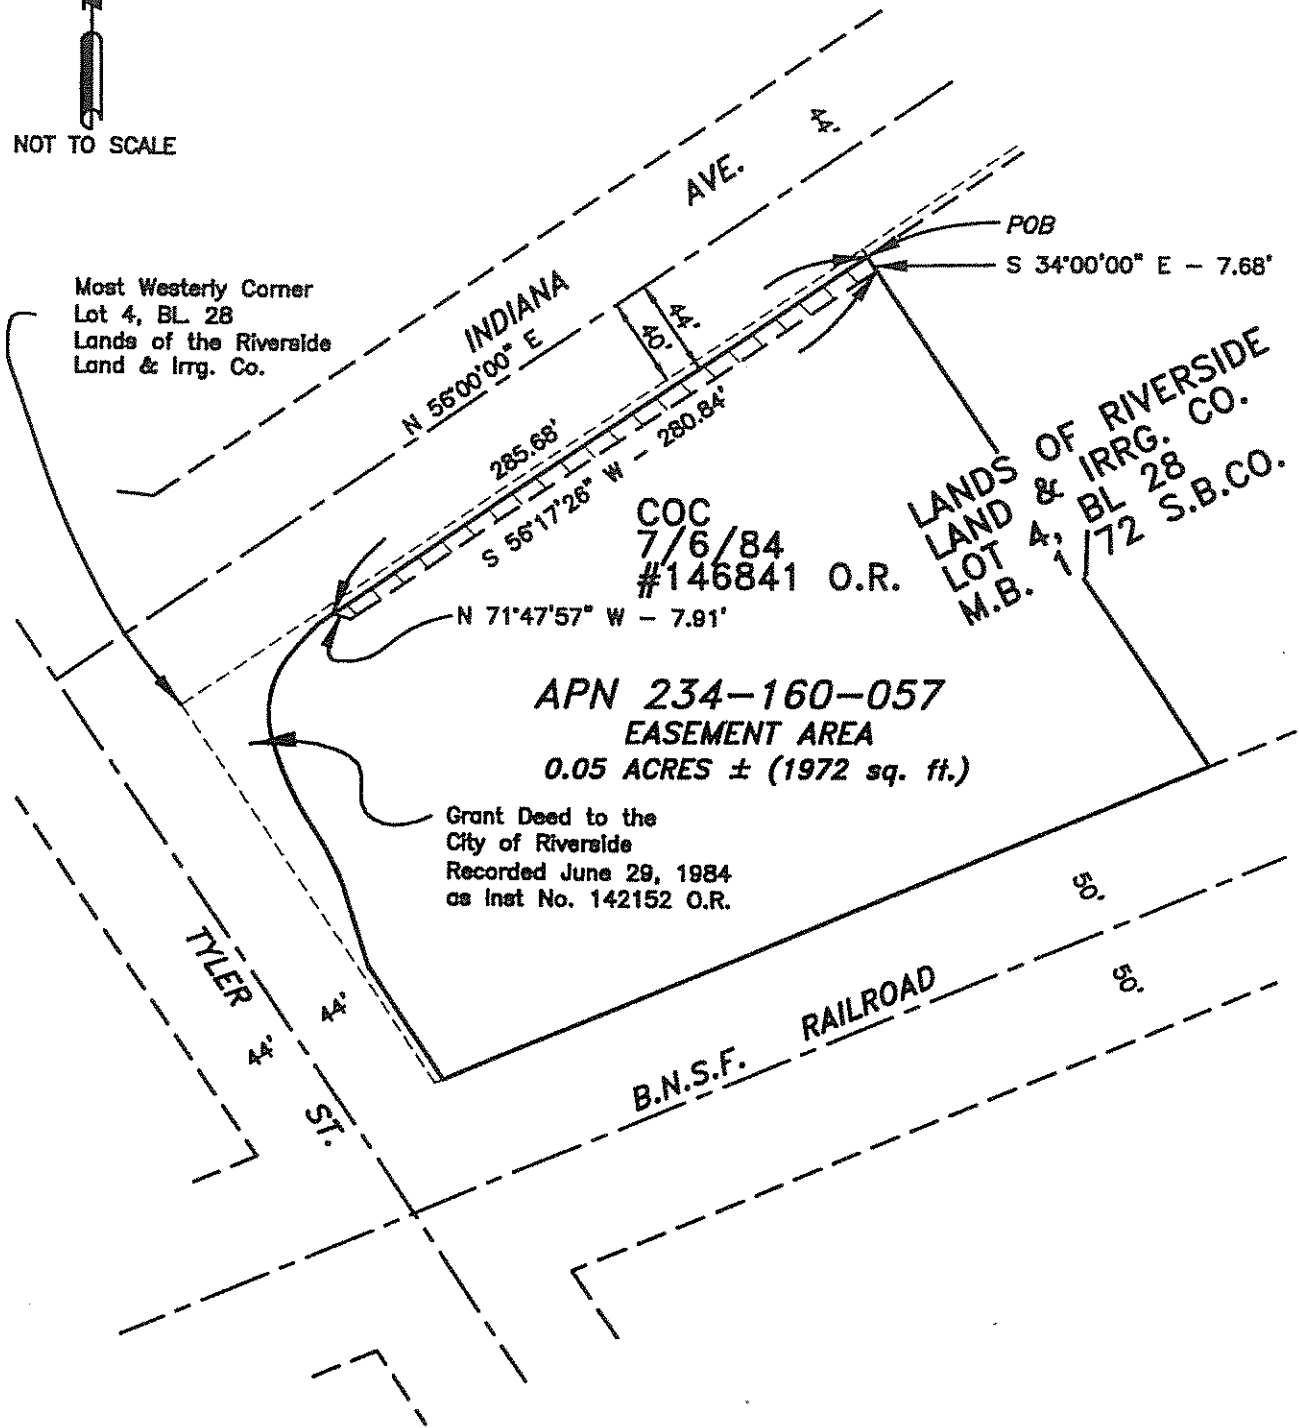 N
NOT TO SCALE
44'
AVE.
POB
S 34°00'00" E - 7.68'
Most Westerly Corner
Lot 4, BL. 28
Lands of the Riverside
Land & Irrg. Co.
INDIANA
N 56°00'00" E
44'
40'
285.68'
S 56°17'26" W - 280.84'
LANDS OF RIVERSIDE
LAND & IRRG. CO.
LOT 4, BL 28
M.B. 1/72 S.B.CO.
COC
7/6/84
#146841 O.R.
N 71°47'57" W - 7.91'
APN 234-160-057
EASEMENT AREA
0.05 ACRES ± (1972 sq. ft.)
Grant Deed to the
City of Riverside
Recorded June 29, 1984
as Inst No. 142152 O.R.
TYLER ST.
44'
44'
50'
50'
B.N.S.F. RAILROAD